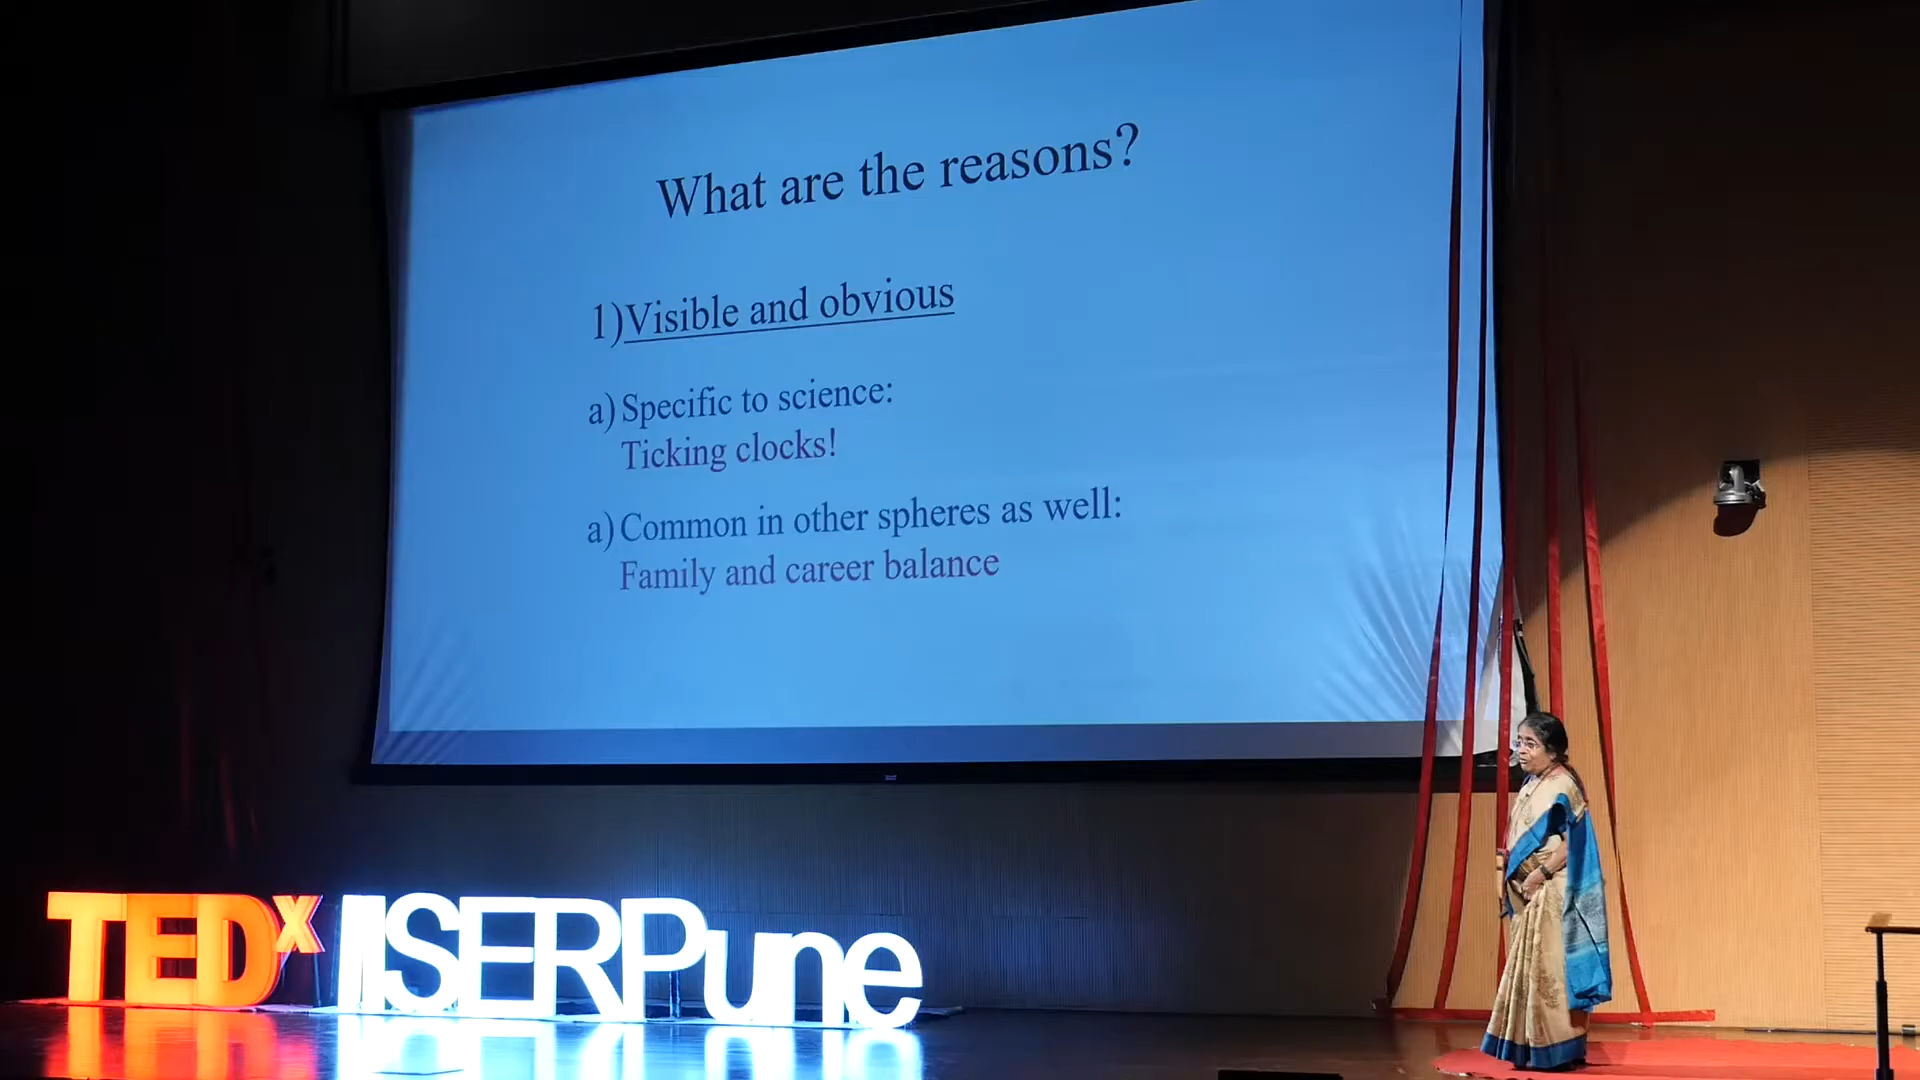 What are the reasons?
1) Visible and obvious
a) Specific to science:
Ticking clocks!
a) Common in other spheres as well:
Family and career balance
TEDx IISERPune